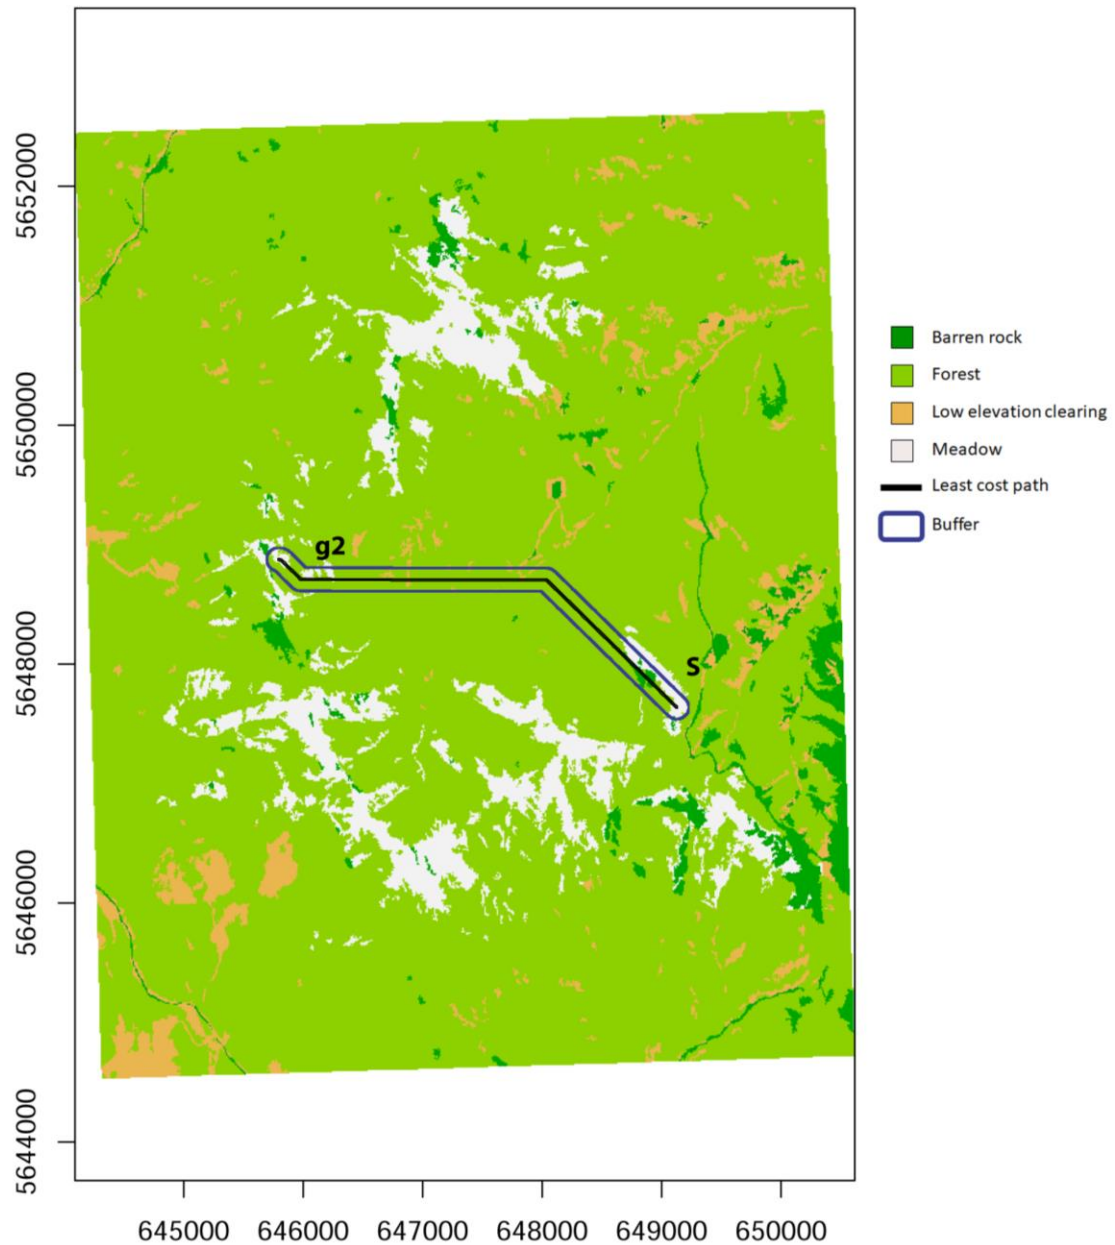 5652000
5650000
5648000
5646000
5644000
g2
S
645000 646000 647000 648000 649000 650000
Barren rock
Forest
Low elevation clearing
Meadow
Least cost path
Buffer